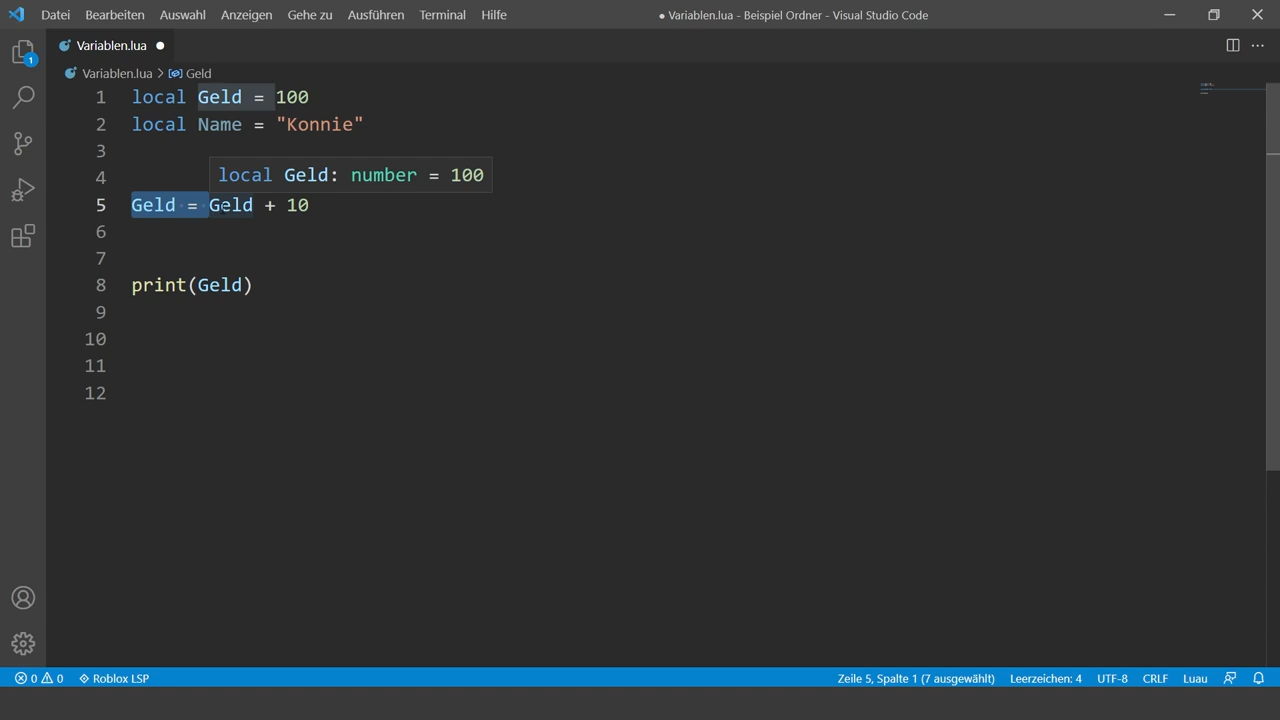 Datei Bearbeiten Auswahl Anzeigen Gehe zu Ausführen Terminal Hilfe ● Variablen.lua - Beispiel Ordner - Visual Studio Code
1
Variablen.lua
Variablen.lua > Geld
1 local Geld = 100
2 local Name = "Konnie"
3
4
local Geld: number = 100
5 Geld = Geld + 10
6
7
8 print(Geld)
9
10
11
12
0 0 Roblox LSP Zeile 5, Spalte 1 (7 ausgewählt) Leerzeichen: 4 UTF-8 CRLF Luau